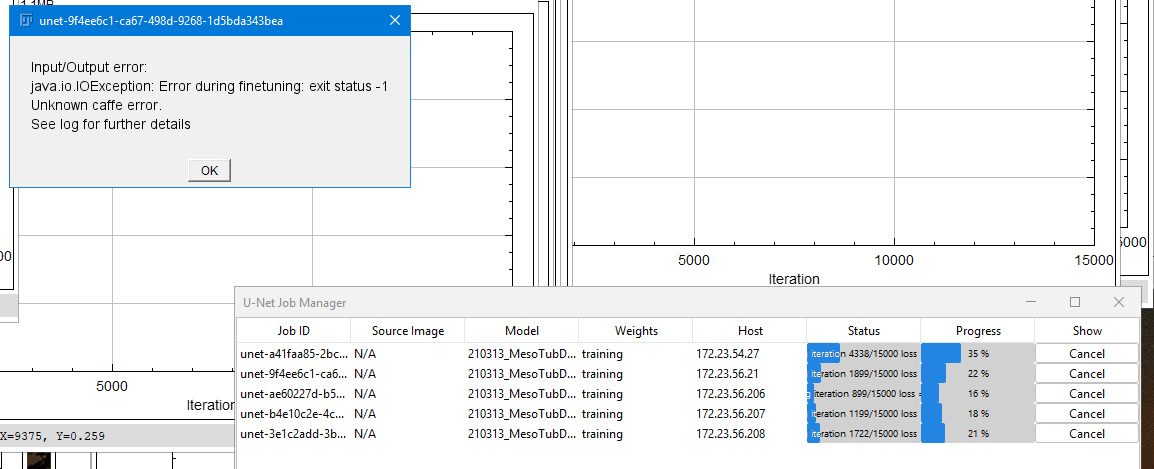 1.1MB
unet-9f4ee6c1-ca67-498d-9268-1d5bda343bea
Input/Output error:
java.io.IOException: Error during finetuning: exit status -1
Unknown caffe error.
See log for further details
OK
5000 10000 15000
Iteration
5000
00
U-Net Job Manager
Job ID Source Image Model Weights Host Status Progress Show
unet-a41faa85-2bc... N/A 210313_MesoTubD... training 172.23.54.27 iteration 4338/15000 loss 35 % Cancel
unet-9f4ee6c1-ca6... N/A 210313_MesoTubD... training 172.23.56.21 iteration 1899/15000 loss 22 % Cancel
unet-ae60227d-b5... N/A 210313_MesoTubD... training 172.23.56.206 iteration 899/15000 loss = 16 % Cancel
unet-b4e10c2e-4c... N/A 210313_MesoTubD... training 172.23.56.207 iteration 1199/15000 loss 18 % Cancel
unet-3e1c2add-3b... N/A 210313_MesoTubD... training 172.23.56.208 iteration 1722/15000 loss 21 % Cancel
5000
Iteration
X=9375, Y=0.259